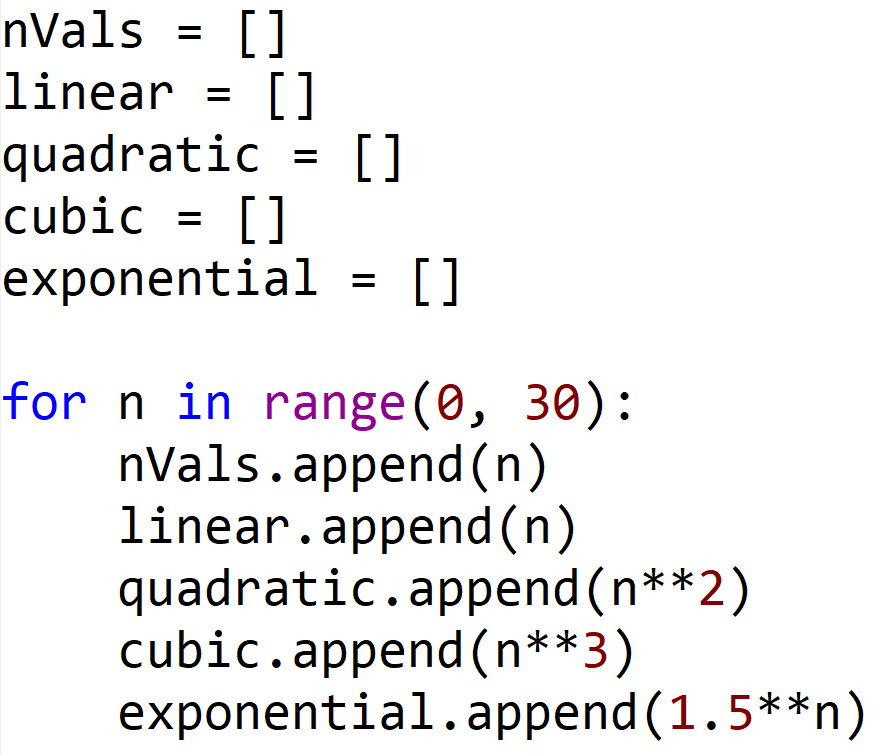 nVals = []
linear = []
quadratic = []
cubic = []
exponential = []

for n in range(0, 30):
    nVals.append(n)
    linear.append(n)
    quadratic.append(n**2)
    cubic.append(n**3)
    exponential.append(1.5**n)